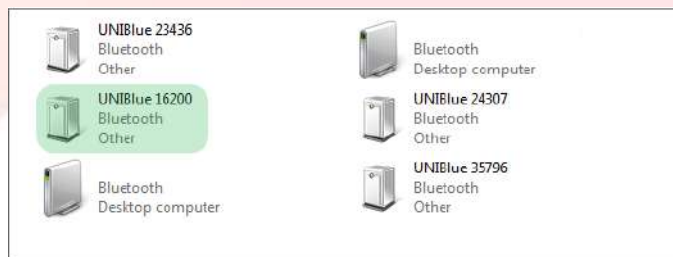 UNIBlue 23436
Bluetooth
Other
UNIBlue 16200
Bluetooth
Other
Bluetooth
Desktop computer
Bluetooth
Desktop computer
UNIBlue 24307
Bluetooth
Other
UNIBlue 35796
Bluetooth
Other